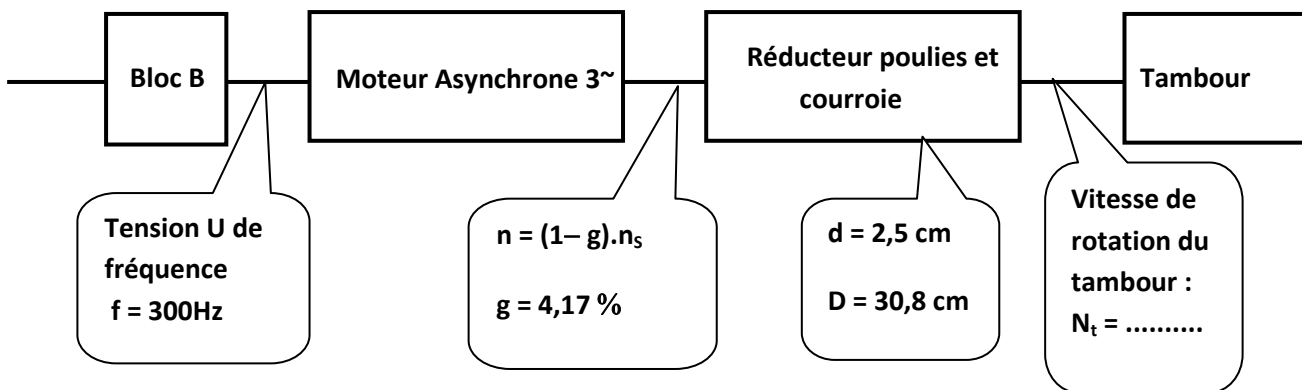 Bloc B
Moteur Asynchrone 3~
Réducteur poulies et
courroie
Tambour
Tension U de
fréquence
f = 300Hz
n = (1– g).nS
g = 4,17 %
d = 2,5 cm
D = 30,8 cm
Vitesse de
rotation du
tambour :
Nt = ..........